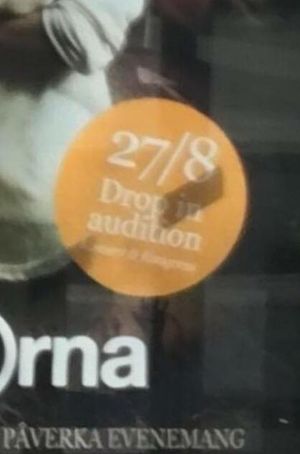 27/8
Drop in
audition
orna
PÅVERKA EVENEMANG